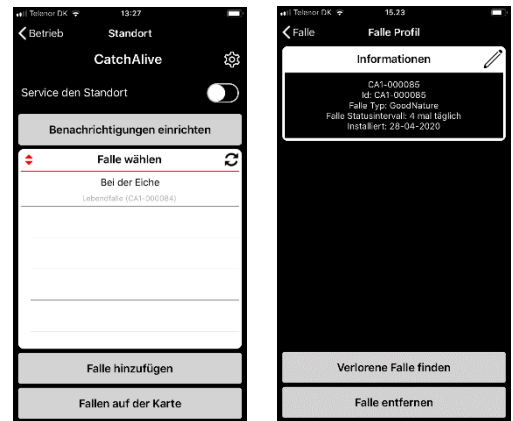 Telenor DK 13:27
Betrieb Standort
CatchAlive
Service den Standort
Benachrichtigungen einrichten
Falle wählen
Bei der Eiche
Lebendfalle (CA1-000084)
Falle hinzufügen
Fallen auf der Karte
Telenor DK 15.23
Falle Falle Profil
Informationen
CA1-000085
Id: CA1-000085
Falle Typ: GoodNature
Falle Statusintervall: 4 mal täglich
Installiert: 28-04-2020
Verlorene Falle finden
Falle entfernen